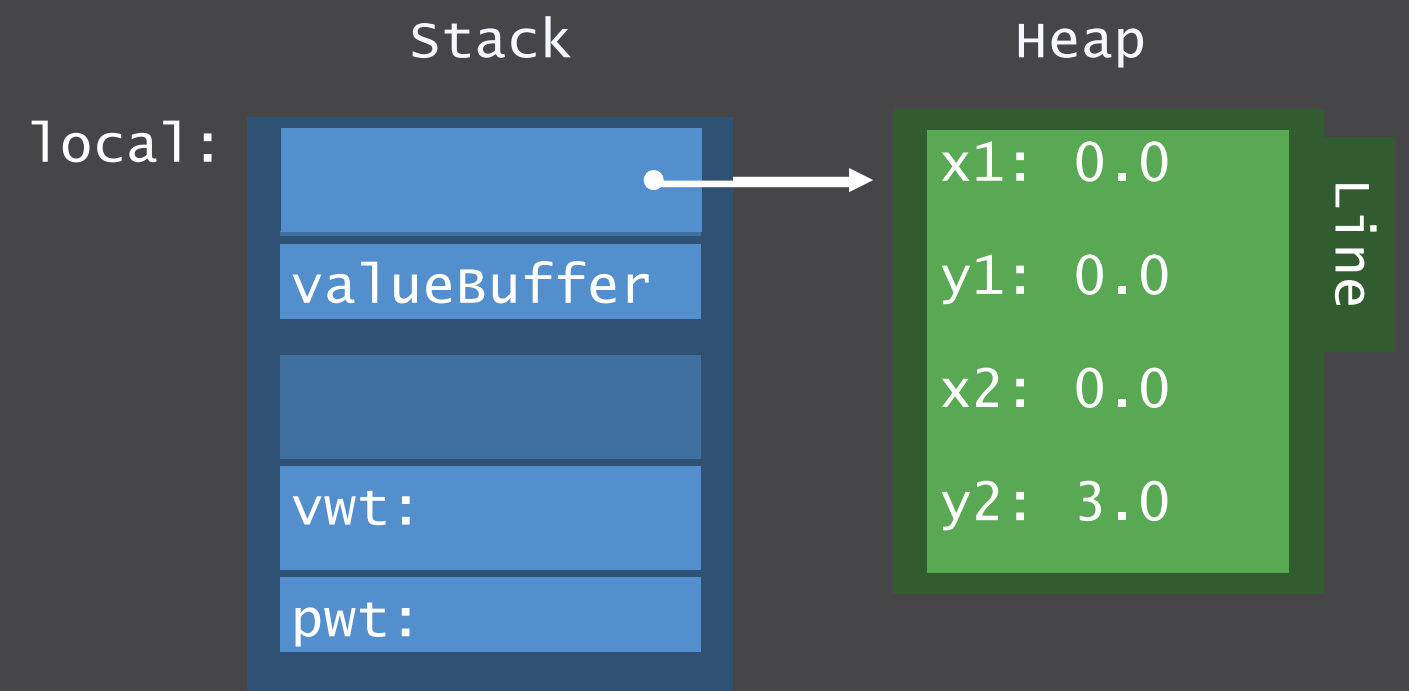 Stack
Heap
local:
valueBuffer
vwt:
pwt:
x1: 0.0
y1: 0.0
x2: 0.0
y2: 3.0
Line